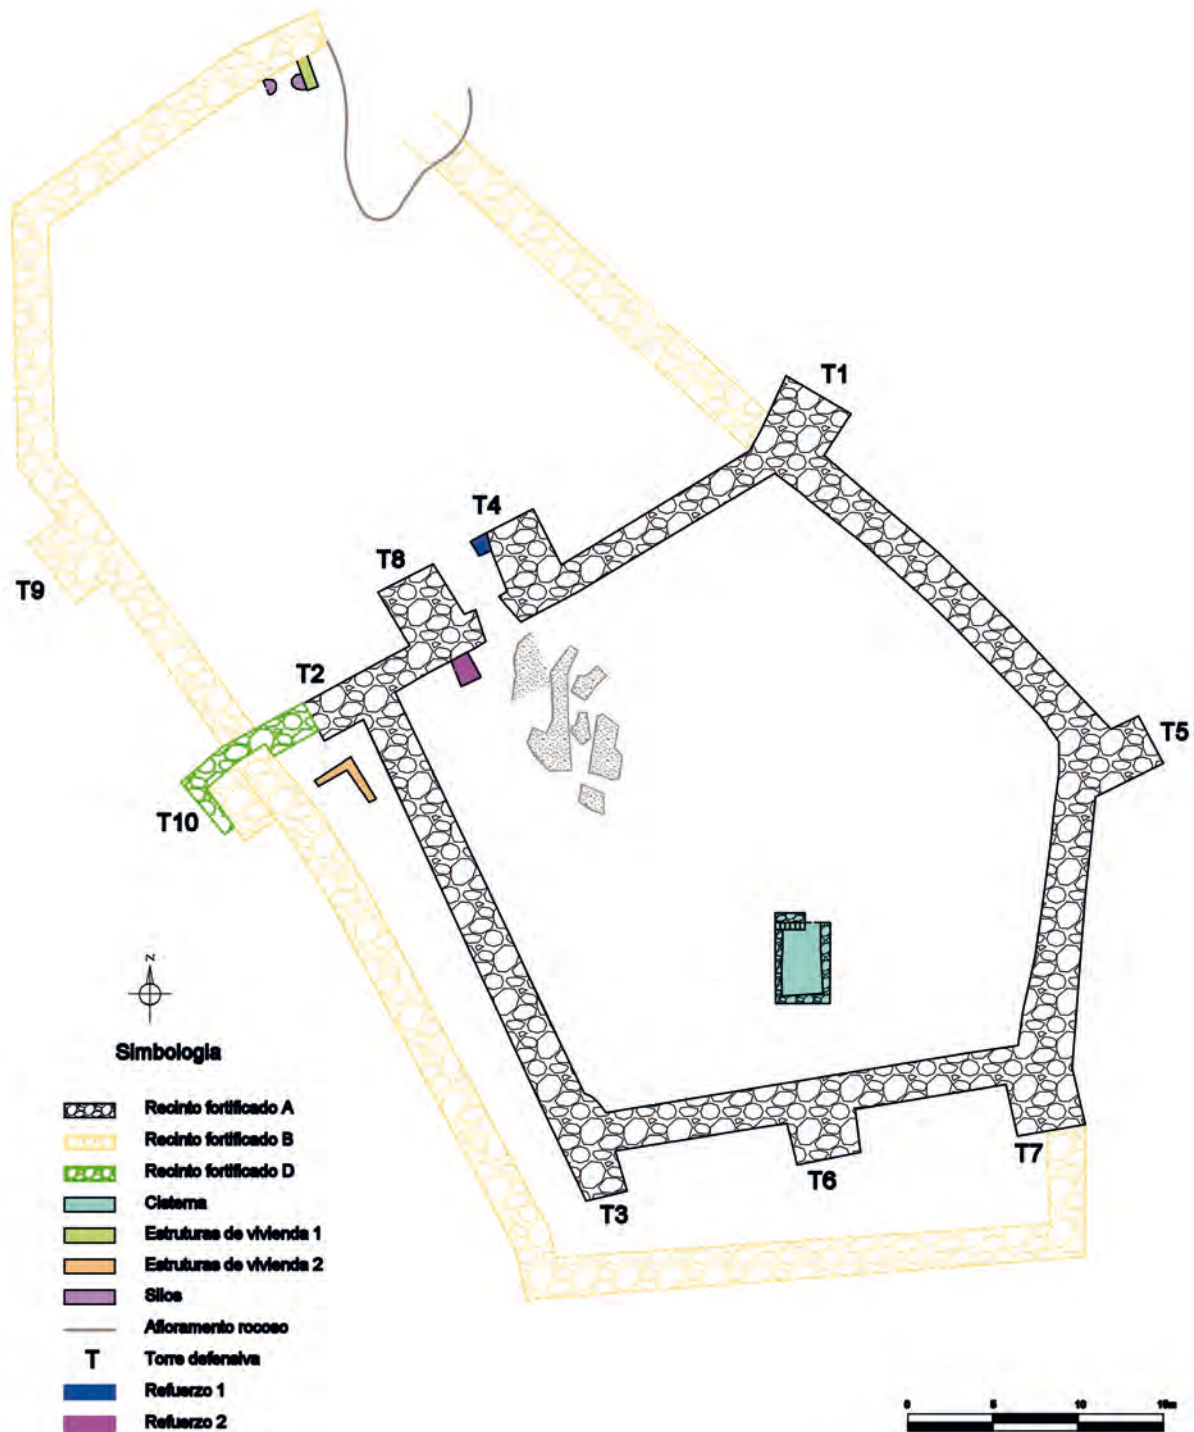 T1
T4
T8
T9
T2
T5
T10
N
Simbologia
Recinto fortificado A
Recinto fortificado B
Recinto fortificado D
Cisterna
Estruturas de vivienda 1
Estruturas de vivienda 2
Silos
Afloramento rocoso
T Torre defensiva
Refuerzo 1
Refuerzo 2
T7
T6
T3
0 5 10 15m